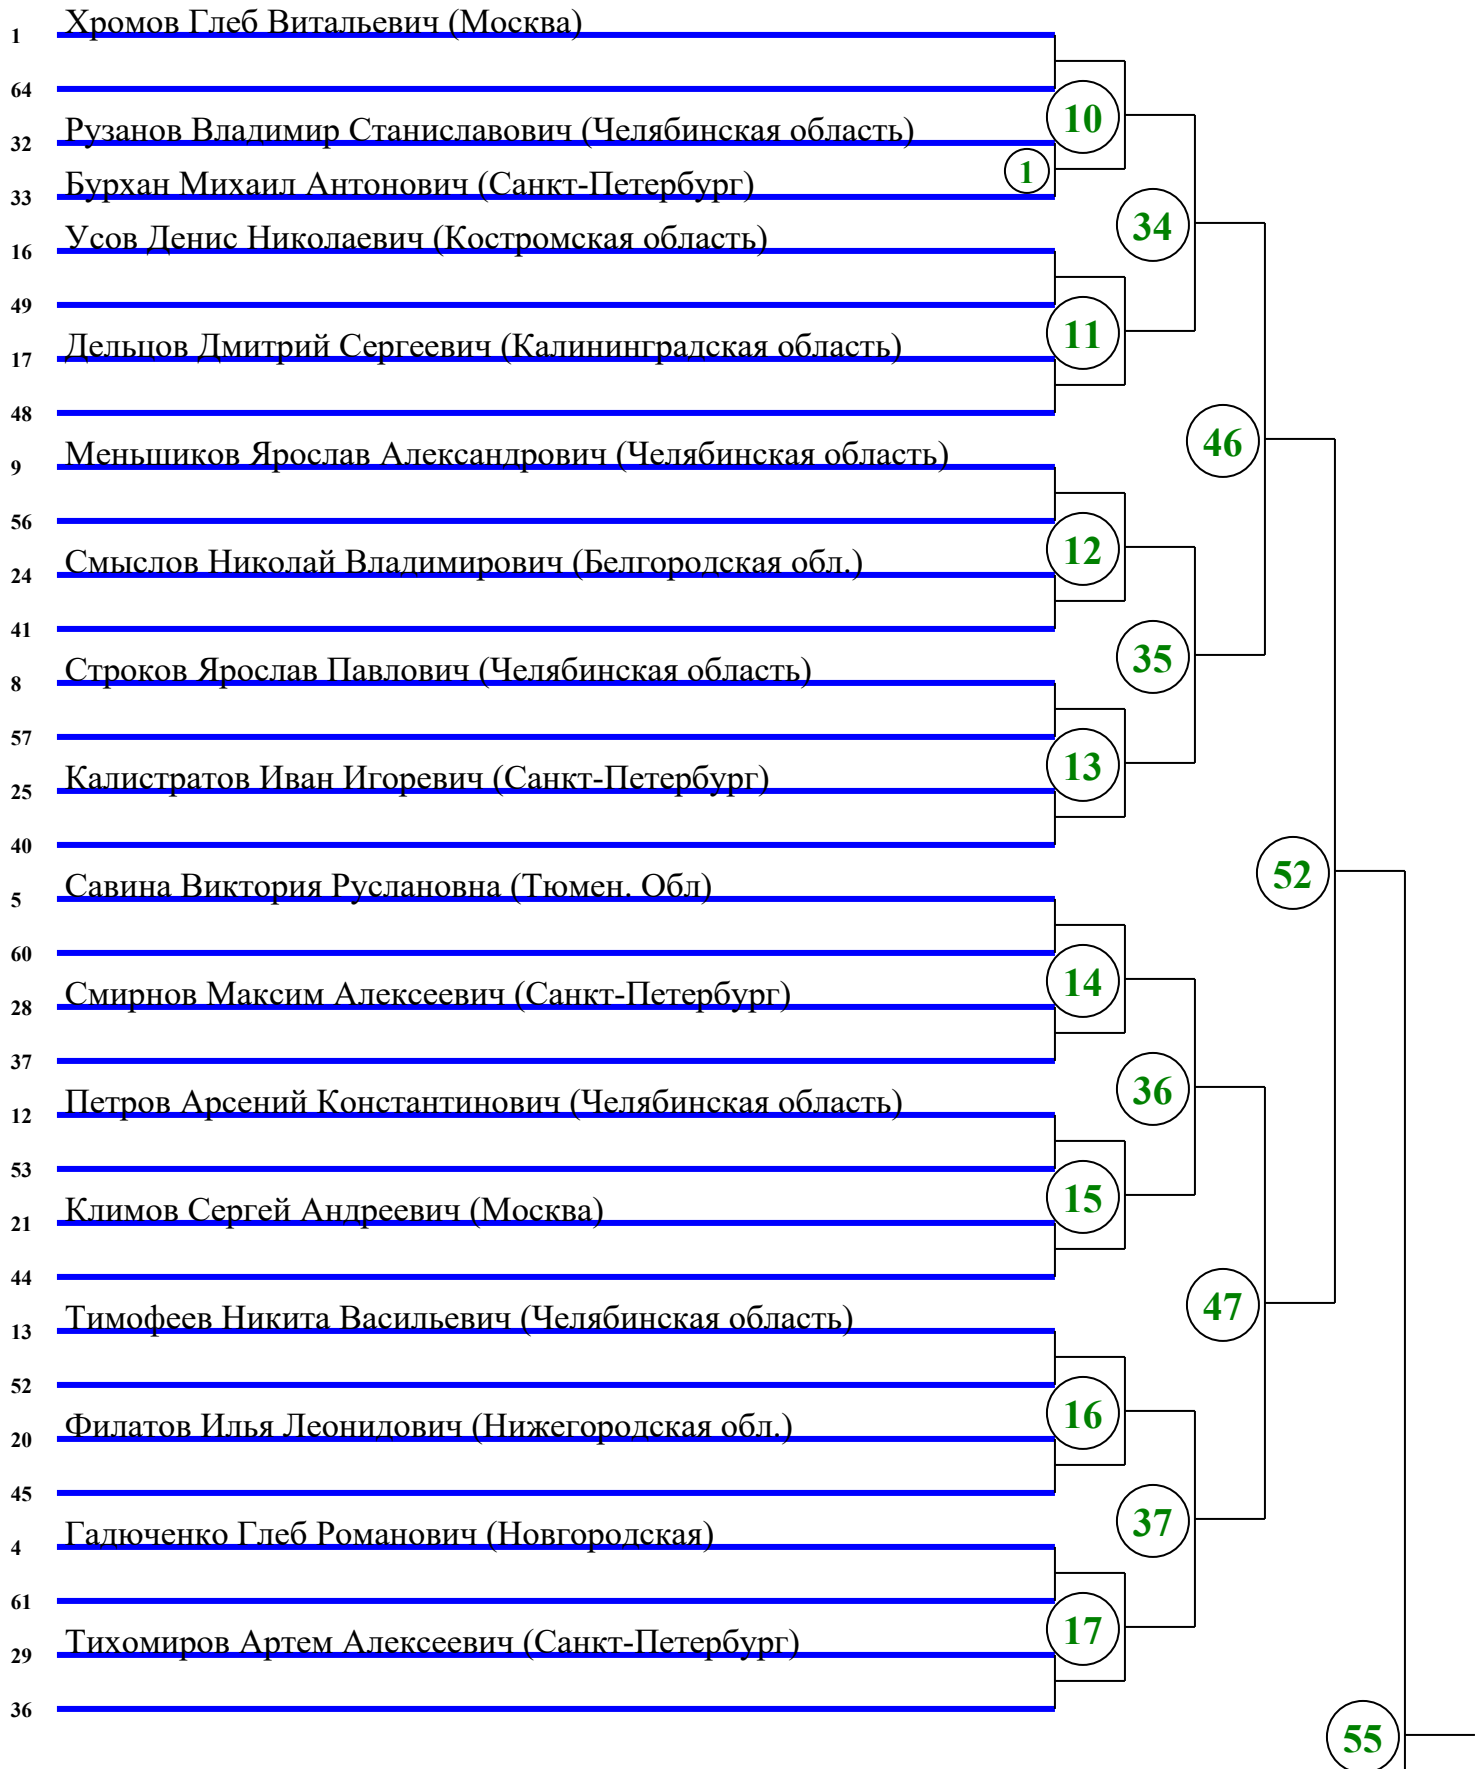 1 Хромов Глеб Витальевич (Москва)
64
10
32 Рузанов Владимир Станиславович (Челябинская область)
1
33 Бурхан Михаил Антонович (Санкт-Петербург)
34
16 Усов Денис Николаевич (Костромская область)
49
11
17 Дельцов Дмитрий Сергеевич (Калининградская область)
48
46
9 Меньшиков Ярослав Александрович (Челябинская область)
56
12
24 Смыслов Николай Владимирович (Белгородская обл.)
41
35
8 Строков Ярослав Павлович (Челябинская область)
57
13
25 Калистратов Иван Игоревич (Санкт-Петербург)
40
52
5 Савина Виктория Руслановна (Тюмен. Обл)
60
14
28 Смирнов Максим Алексеевич (Санкт-Петербург)
37
36
12 Петров Арсений Константинович (Челябинская область)
53
15
21 Климов Сергей Андреевич (Москва)
44
47
13 Тимофеев Никита Васильевич (Челябинская область)
52
16
20 Филатов Илья Леонидович (Нижегородская обл.)
45
37
4 Гадюченко Глеб Романович (Новгородская)
61
17
29 Тихомиров Артем Алексеевич (Санкт-Петербург)
36
55